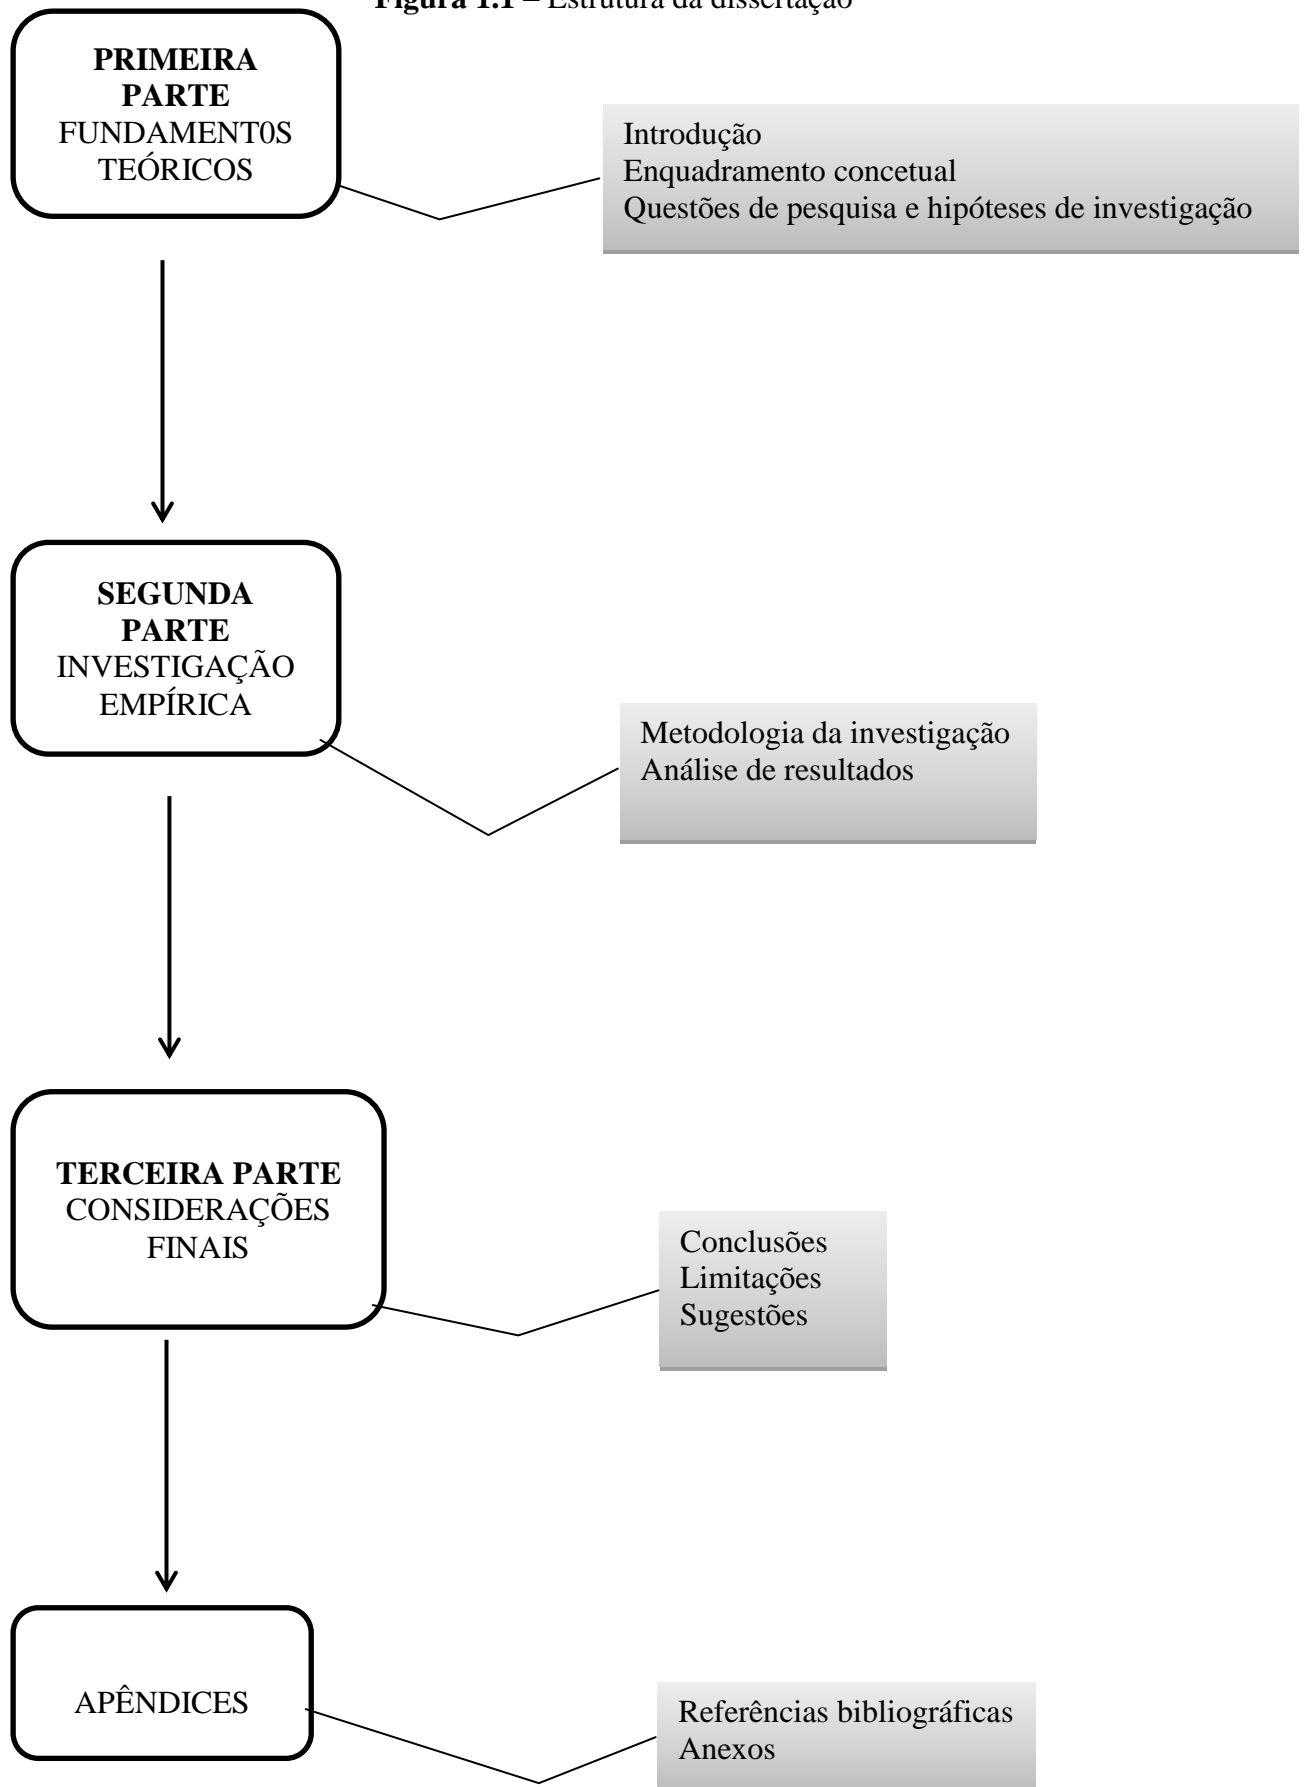 Figura 1.1 – Estrutura da dissertação
PRIMEIRA
PARTE
FUNDAMENT0S
TEÓRICOS
Introdução
Enquadramento concetual
Questões de pesquisa e hipóteses de investigação
SEGUNDA
PARTE
INVESTIGAÇÃO
EMPÍRICA
Metodologia da investigação
Análise de resultados
TERCEIRA PARTE
CONSIDERAÇÕES
FINAIS
Conclusões
Limitações
Sugestões
APÊNDICES
Referências bibliográficas
Anexos